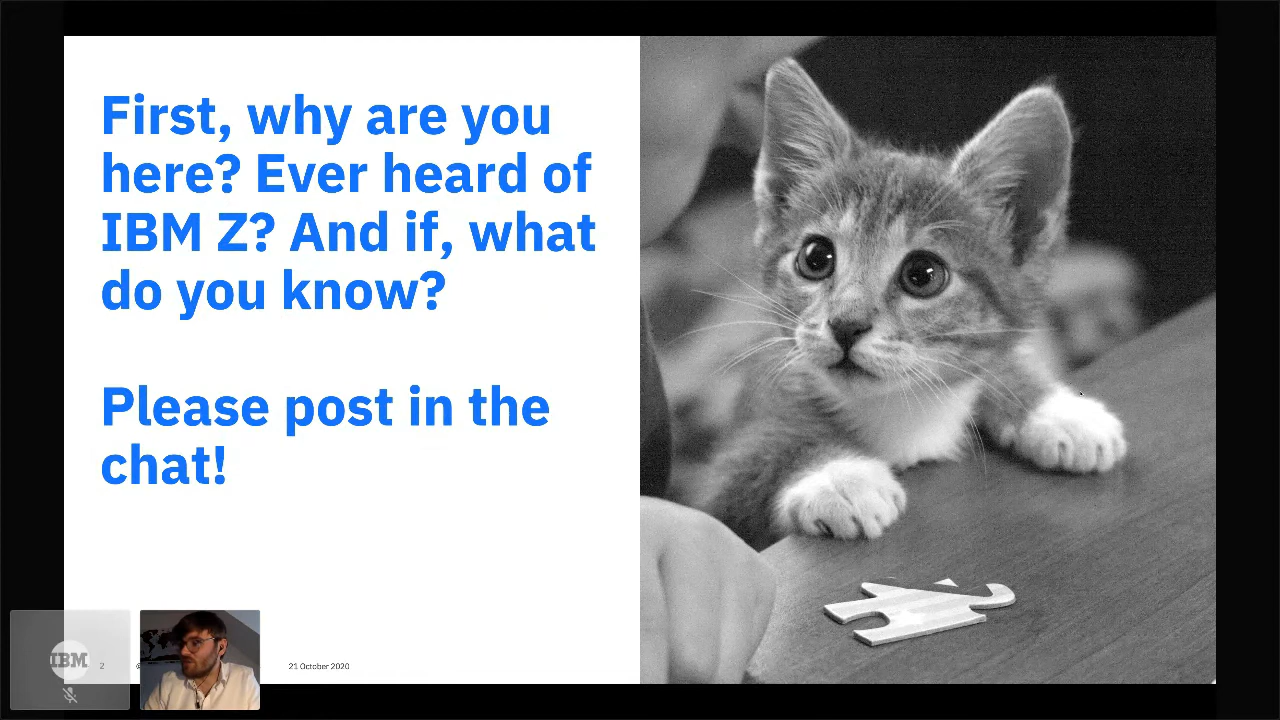 First, why are you
here? Ever heard of
IBM Z? And if, what
do you know?
Please post in the
chat!
IBM
2
21 October 2020